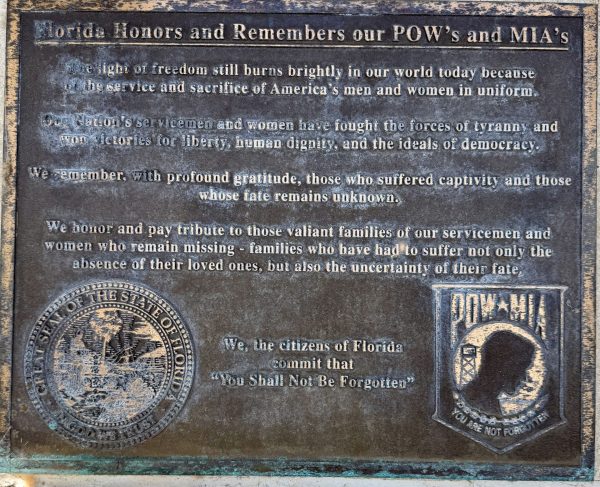 Florida Honors and Remembers our POW's and MIA's
The light of freedom still burns brightly in our world today because
of the service and sacrifice of America's men and women in uniform.
Our Nation's servicemen and women have fought the forces of tyranny and
won victories for liberty, human dignity, and the ideals of democracy.
We remember, with profound gratitude, those who suffered captivity and those
whose fate remains unknown.
We honor and pay tribute to those valiant families of our servicemen and
women who remain missing - families who have had to suffer not only the
absence of their loved ones, but also the uncertainty of their fate.
GREAT SEAL OF THE STATE OF FLORIDA
IN GOD WE TRUST
We, the citizens of Florida
commit that
"You Shall Not Be Forgotten"
POW★MIA
YOU ARE NOT FORGOTTEN